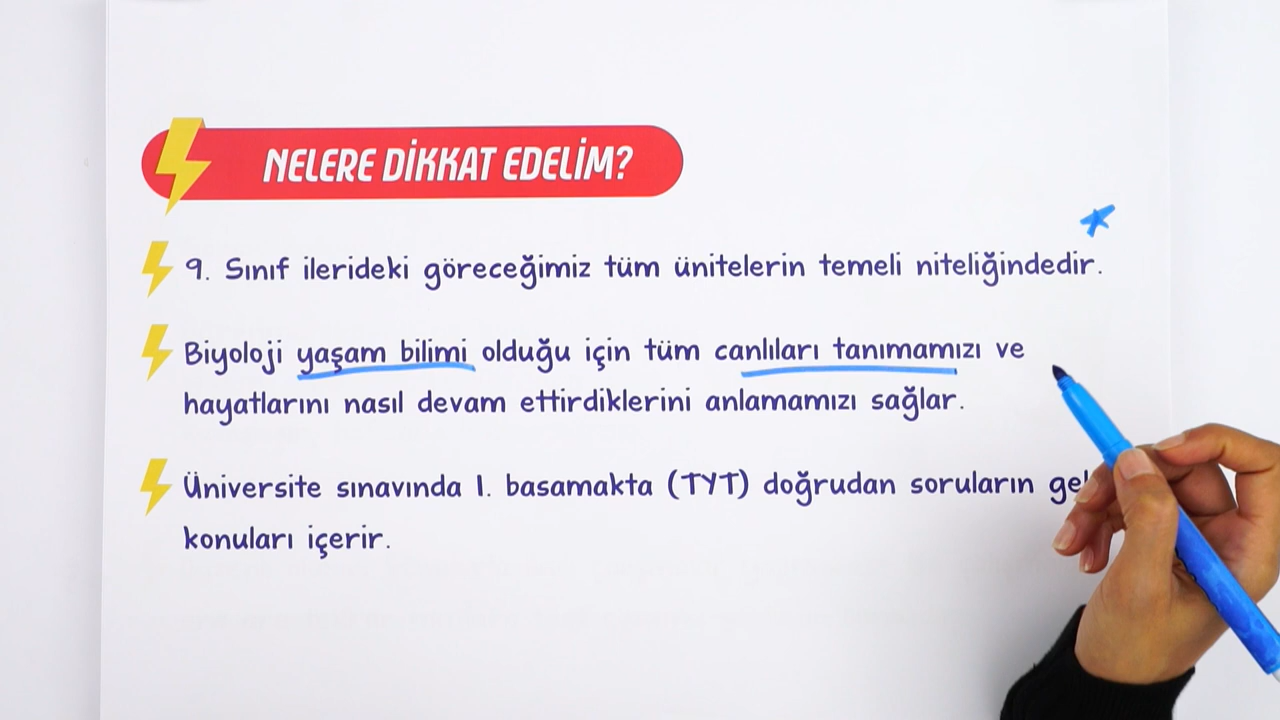 NELERE DİKKAT EDELİM?
9. Sınıf ilerideki göreceğimiz tüm ünitelerin temeli niteliğindedir.
Biyoloji yaşam bilimi olduğu için tüm canlıları tanımamızı ve
hayatlarını nasıl devam ettirdiklerini anlamamızı sağlar.
Üniversite sınavında 1. basamakta (TYT) doğrudan soruların
konuları içerir.